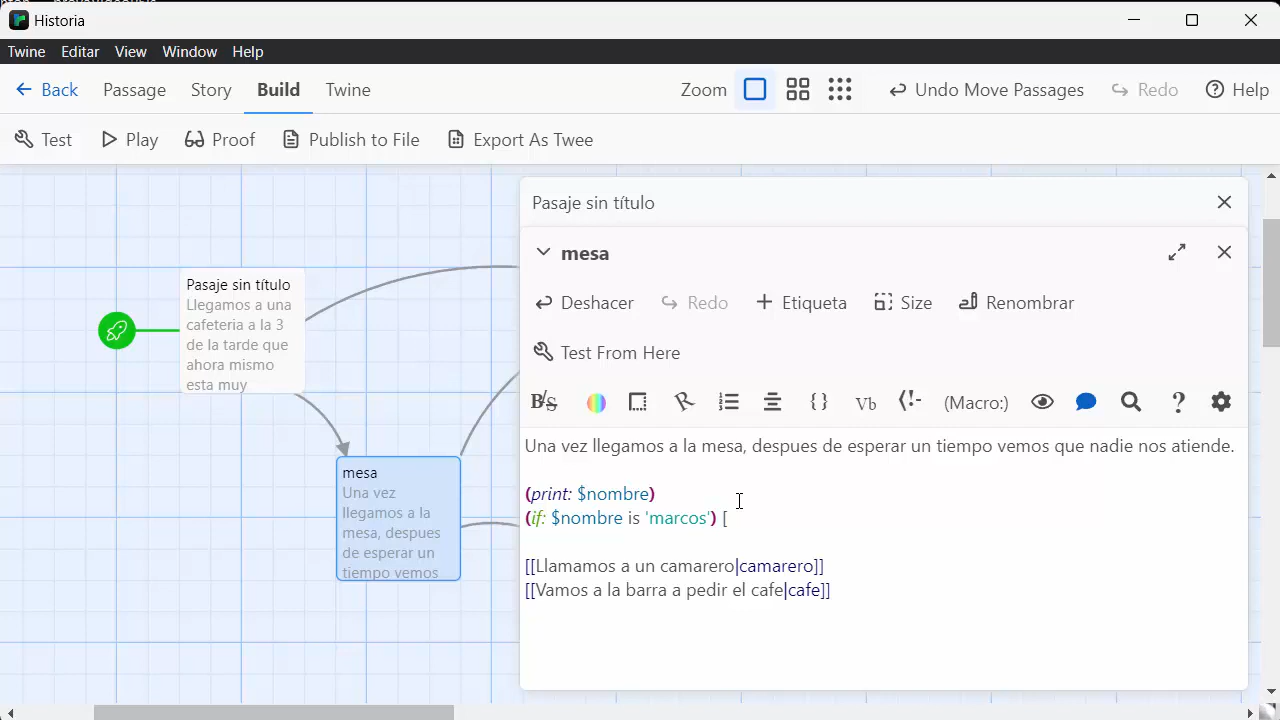 Historia
Twine Editar View Window Help
Back Passage Story Build Twine Zoom Undo Move Passages Redo Help
Test Play Proof Publish to File Export As Twee
Pasaje sin título
mesa
Deshacer Redo Etiqueta Size Renombrar
Test From Here
(Macro:)
Una vez llegamos a la mesa, despues de esperar un tiempo vemos que nadie nos atiende.
(print: $nombre)
(if: $nombre is 'marcos') [
[[Llamamos a un camarero|camarero]]
[[Vamos a la barra a pedir el cafe|cafe]]
Pasaje sin título
Llegamos a una
cafeteria a la 3
de la tarde que
ahora mismo
esta muy
mesa
Una vez
llegamos a la
mesa, despues
de esperar un
tiempo vemos